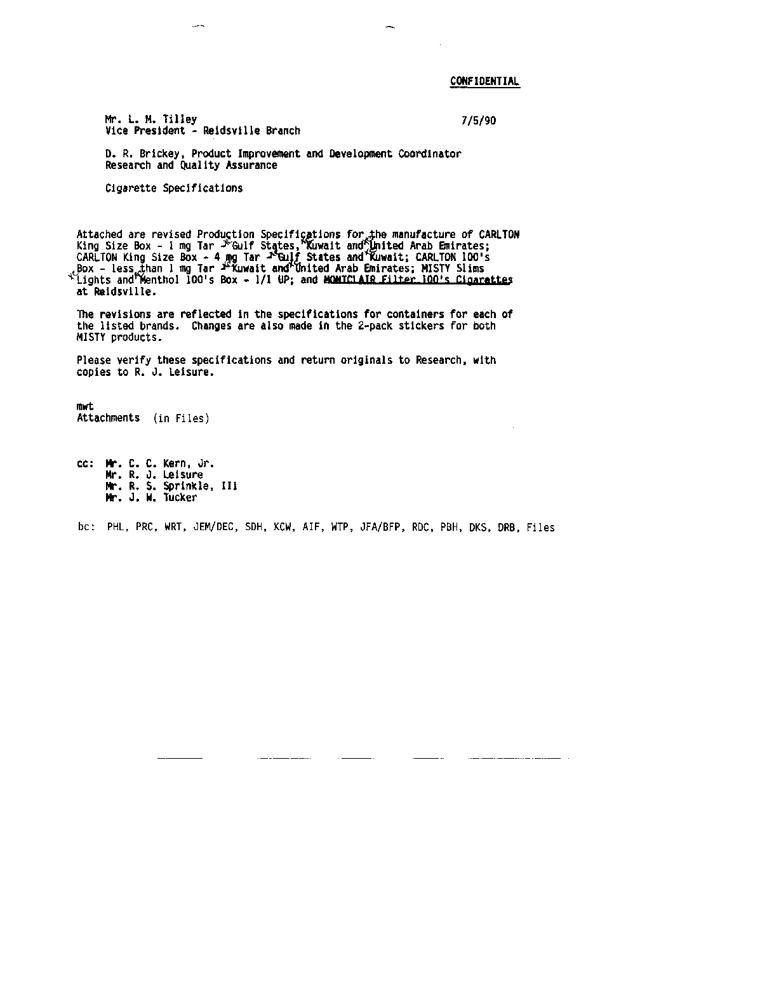 CONFIDENTIAL
Mr. L. M. Tilley 7/5/90
Vice President - Reidsville Branch
D. R. Brickey, Product Improvement and Development Coordinator
Research and Quality Assurance
Cigarette Specifications
Attached are revised Production Specifications for the manufacture of CARLTON
King Size Box - 1 mg Tar - Gulf States, Kuwait and United Arab Emirates;
CARLTON King Size Box - 4 mg Tar - Gulf States and Kuwait; CARLTON 100's
Box - less than 1 mg Tar - Kuwait and United Arab Emirates; MISTY Slims
Lights and Menthol 100's Box - 1/1 UP; and MONTCLAIR Filter 100's Cigarettes
at Reidsville.
The revisions are reflected in the specifications for containers for each of
the listed brands. Changes are also made in the 2-pack stickers for both
MISTY products.
Please verify these specifications and return originals to Research, with
copies to R. J. Leisure.
mwt
Attachments (in Files)
cc: Mr. C. C. Kern, Jr.
Mr. R. J. Leisure
Mr. R. S. Sprinkle, III
Mr. J. W. Tucker
bc: PHL, PRC, WRT, JEM/DEC, SDH, KCW, AIF, WTP, JFA/BFP, RDC, PBH, DKS, DRB, Files